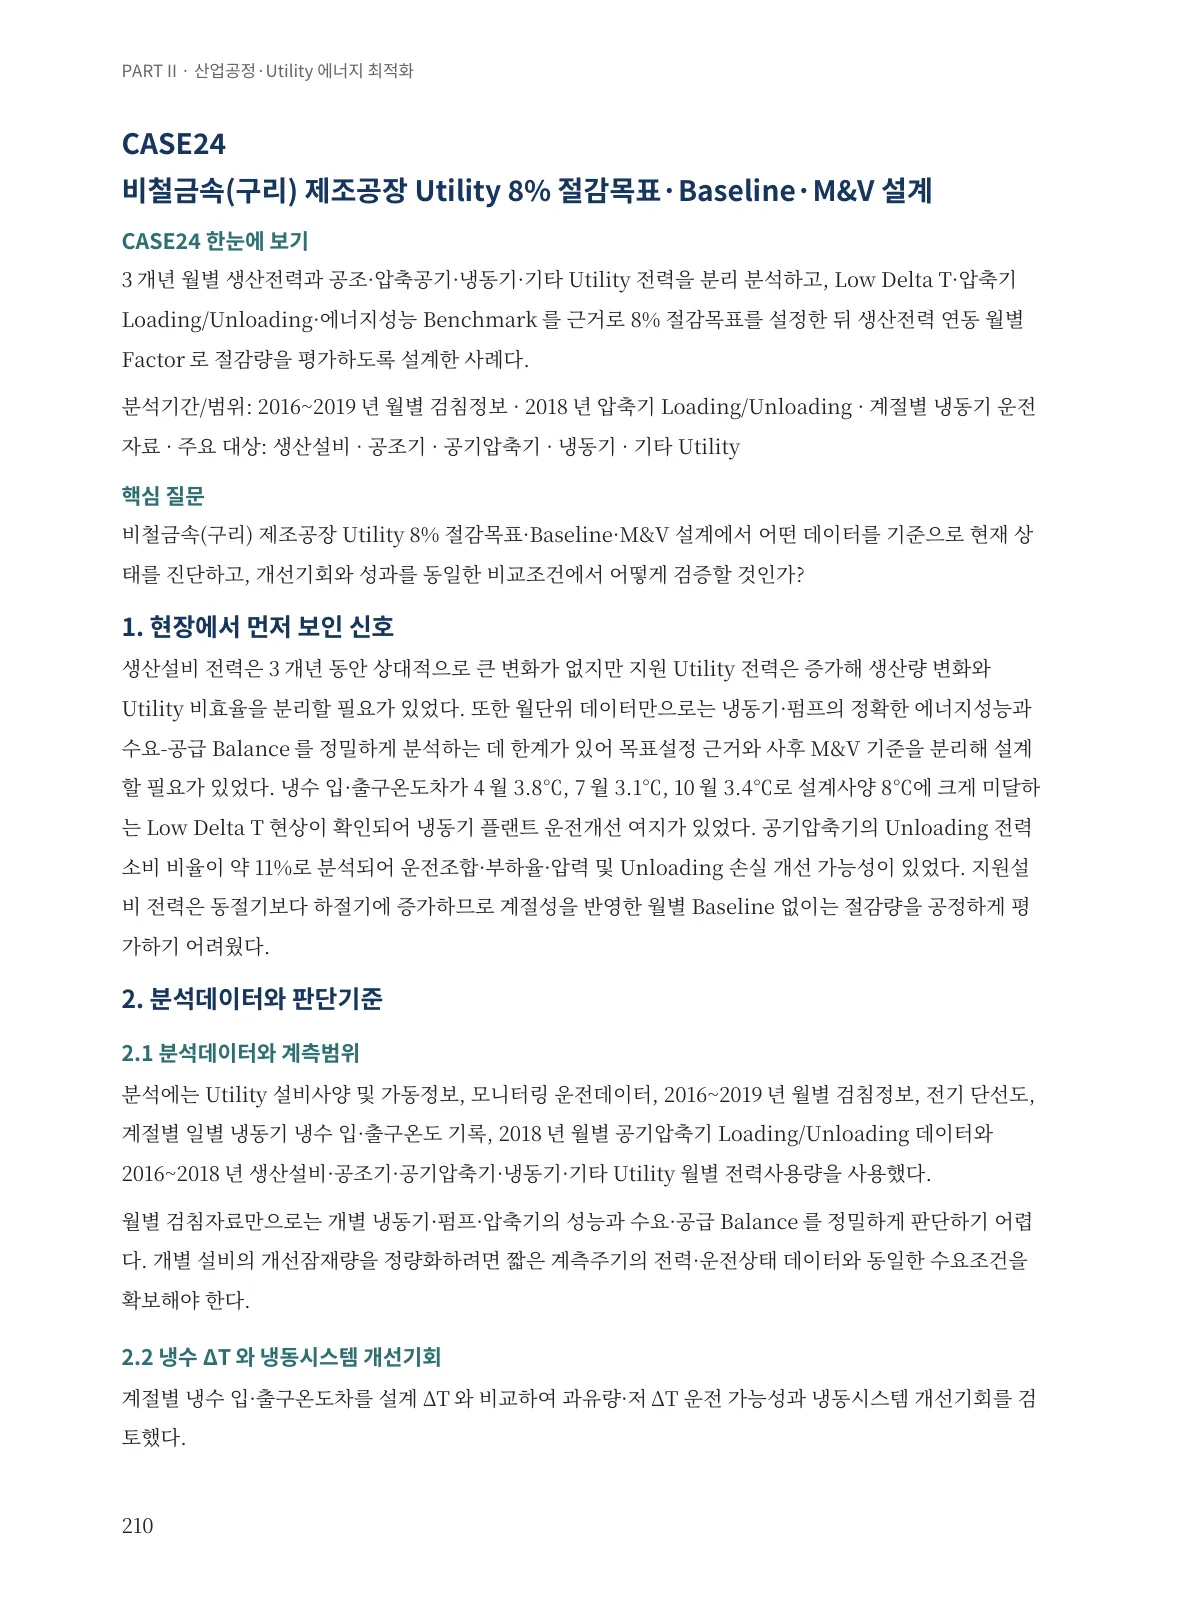 PART II · 산업공정·Utility 에너지 최적화
CASE24
비철금속(구리) 제조공장 Utility 8% 절감목표·Baseline·M&V 설계
CASE24 한눈에 보기
3 개년 월별 생산전력과 공조·압축공기·냉동기·기타 Utility 전력을 분리 분석하고, Low Delta T·압축기
Loading/Unloading·에너지성능 Benchmark 를 근거로 8% 절감목표를 설정한 뒤 생산전력 연동 월별
Factor 로 절감량을 평가하도록 설계한 사례다.
분석기간/범위: 2016~2019 년 월별 검침정보 · 2018 년 압축기 Loading/Unloading · 계절별 냉동기 운전
자료 · 주요 대상: 생산설비 · 공조기 · 공기압축기 · 냉동기 · 기타 Utility
핵심 질문
비철금속(구리) 제조공장 Utility 8% 절감목표·Baseline·M&V 설계에서 어떤 데이터를 기준으로 현재 상
태를 진단하고, 개선기회와 성과를 동일한 비교조건에서 어떻게 검증할 것인가?
1. 현장에서 먼저 보인 신호
생산설비 전력은 3 개년 동안 상대적으로 큰 변화가 없지만 지원 Utility 전력은 증가해 생산량 변화와
Utility 비효율을 분리할 필요가 있었다. 또한 월단위 데이터만으로는 냉동기·펌프의 정확한 에너지성능과
수요-공급 Balance 를 정밀하게 분석하는 데 한계가 있어 목표설정 근거와 사후 M&V 기준을 분리해 설계
할 필요가 있었다. 냉수 입·출구온도차가 4 월 3.8℃, 7 월 3.1℃, 10 월 3.4℃로 설계사양 8℃에 크게 미달하
는 Low Delta T 현상이 확인되어 냉동기 플랜트 운전개선 여지가 있었다. 공기압축기의 Unloading 전력
소비 비율이 약 11%로 분석되어 운전조합·부하율·압력 및 Unloading 손실 개선 가능성이 있었다. 지원설
비 전력은 동절기보다 하절기에 증가하므로 계절성을 반영한 월별 Baseline 없이는 절감량을 공정하게 평
가하기 어려웠다.
2. 분석데이터와 판단기준
2.1 분석데이터와 계측범위
분석에는 Utility 설비사양 및 가동정보, 모니터링 운전데이터, 2016~2019 년 월별 검침정보, 전기 단선도,
계절별 일별 냉동기 냉수 입·출구온도 기록, 2018 년 월별 공기압축기 Loading/Unloading 데이터와
2016~2018 년 생산설비·공조기·공기압축기·냉동기·기타 Utility 월별 전력사용량을 사용했다.
월별 검침자료만으로는 개별 냉동기·펌프·압축기의 성능과 수요·공급 Balance 를 정밀하게 판단하기 어렵
다. 개별 설비의 개선잠재량을 정량화하려면 짧은 계측주기의 전력·운전상태 데이터와 동일한 수요조건을
확보해야 한다.
2.2 냉수 ΔT 와 냉동시스템 개선기회
계절별 냉수 입·출구온도차를 설계 ΔT 와 비교하여 과유량·저 ΔT 운전 가능성과 냉동시스템 개선기회를 검
토했다.
210